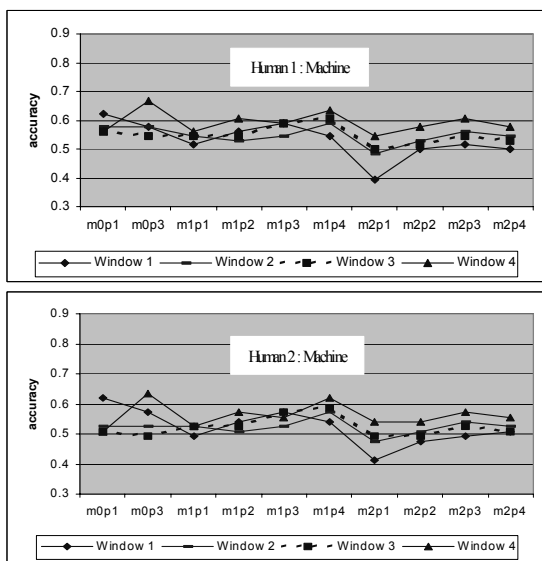 0.9
Human 1 : Machine
0.8
0.7
accuracy
0.6
0.5
0.4
0.3
m0p1 m0p3 m1p1 m1p2 m1p3 m1p4 m2p1 m2p2 m2p3 m2p4
Window 1 Window 2 Window 3 Window 4
0.9
Human 2 : Machine
0.8
0.7
accuracy
0.6
0.5
0.4
0.3
m0p1 m0p3 m1p1 m1p2 m1p3 m1p4 m2p1 m2p2 m2p3 m2p4
Window 1 Window 2 Window 3 Window 4